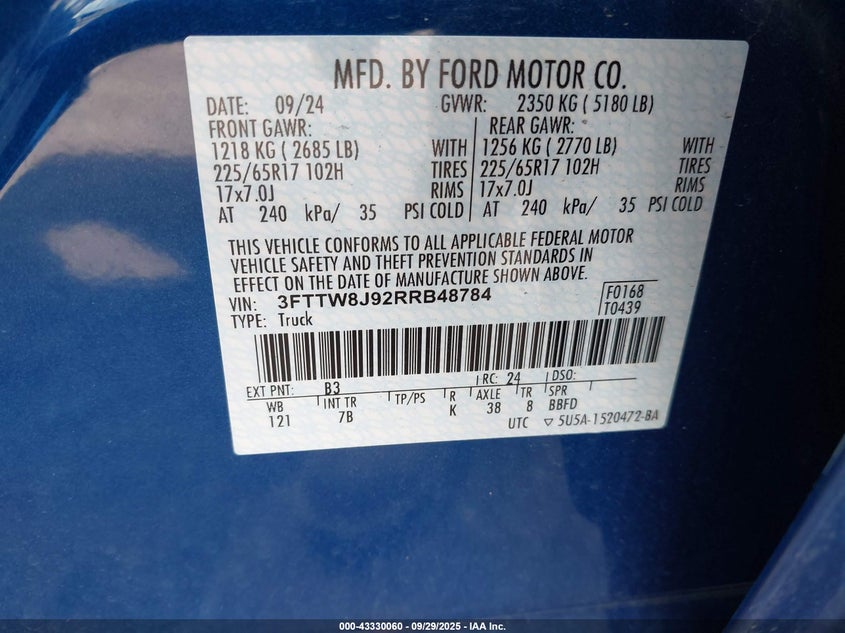 MFD. BY FORD MOTOR CO.
DATE: 09/24 GVWR: 2350 KG ( 5180 LB)
FRONT GAWR: REAR GAWR:
1218 KG ( 2685 LB) WITH 1256 KG ( 2770 LB) WITH
225/65R17 102H TIRES 225/65R17 102H TIRES
17x7.0J RIMS 17x7.0J RIMS
AT 240 kPa/ 35 PSI COLD AT 240 kPa/ 35 PSI COLD
THIS VEHICLE CONFORMS TO ALL APPLICABLE FEDERAL MOTOR
VEHICLE SAFETY AND THEFT PREVENTION STANDARDS IN
EFFECT ON THE DATE OF MANUFACTURE SHOWN ABOVE.
VIN: 3FTTW8J92RRB48784 F0168
TYPE: Truck T0439
EXT PNT: B3 RC: 24 DSO:
WB INT TR TP/PS R AXLE TR SPR
121 7B K 38 8 BBFD
UTC ▽ 5U5A-1520472-BA
000-43330060 - 09/29/2025 - IAA Inc.